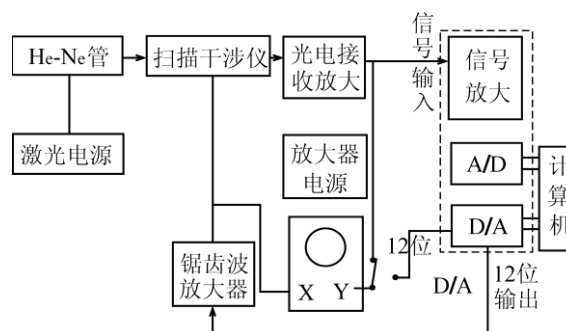 He-Ne管
扫描干涉仪
光电接
收放大
信号
输入
信号
放大
激光电源
放大器
电源
A/D
计算机
D/A
12位
锯齿波
放大器
X Y
D/A
12位
输出